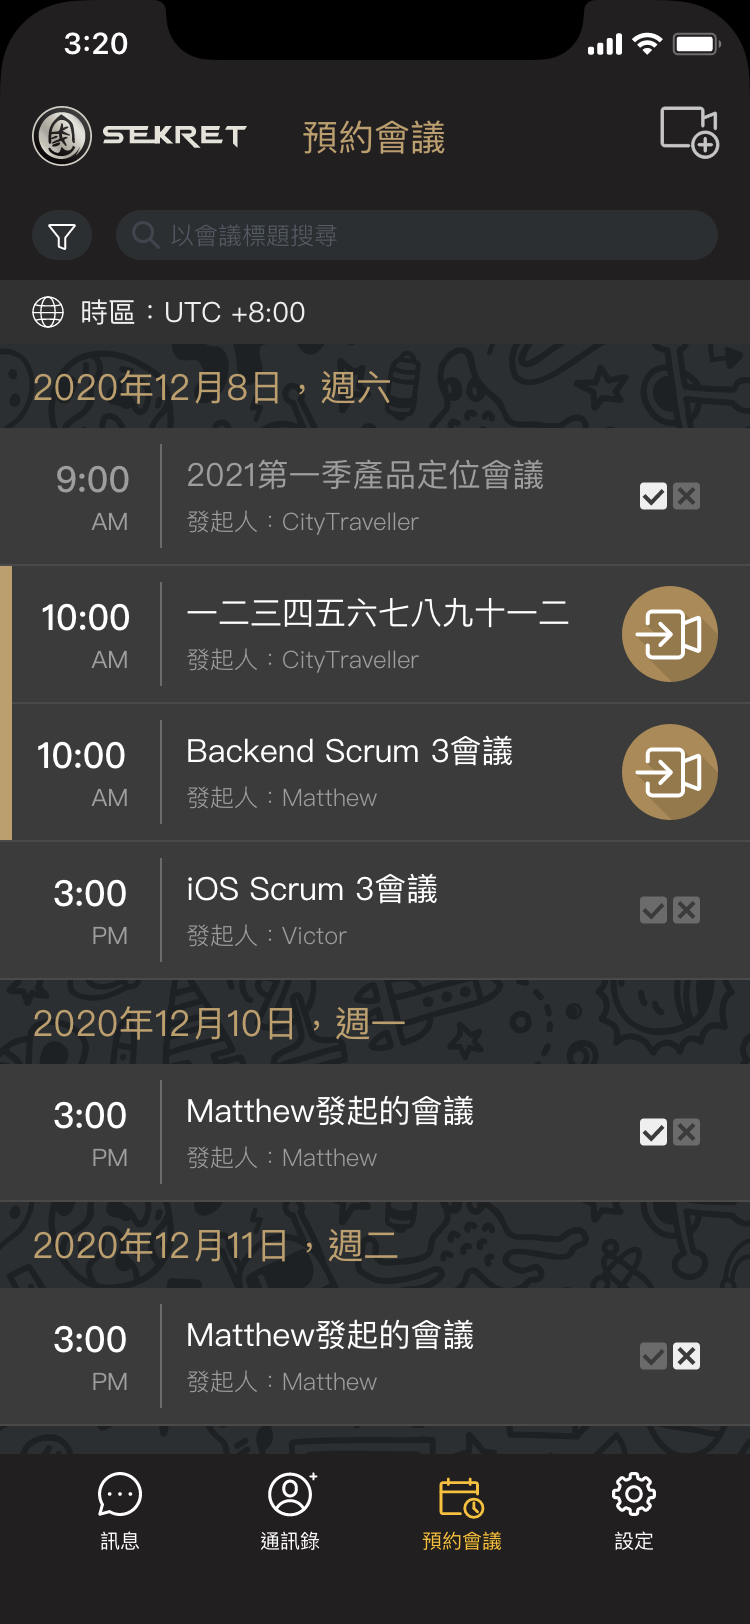 3:20
SEKRET
預約會議
以會議標題搜尋
時區：UTC +8:00
2020年12月8日，週六
9:00
AM
2021第一季產品定位會議
發起人：CityTraveller
10:00
AM
一二三四五六七八九十一二
發起人：CityTraveller
10:00
AM
Backend Scrum 3會議
發起人：Matthew
3:00
PM
iOS Scrum 3會議
發起人：Victor
2020年12月10日，週一
3:00
PM
Matthew發起的會議
發起人：Matthew
2020年12月11日，週二
3:00
PM
Matthew發起的會議
發起人：Matthew
訊息
通訊錄
預約會議
設定